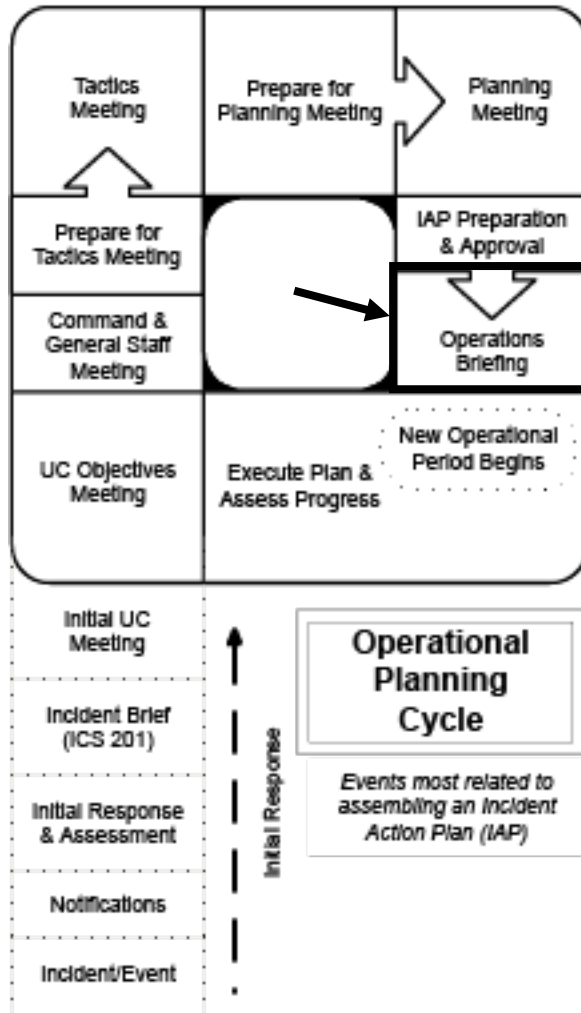 Tactics
Meeting
Prepare for
Planning Meeting
Planning
Meeting
Prepare for
Tactics Meeting
IAP Preparation
& Approval
Command &
General Staff
Meeting
Operations
Briefing
UC Objectives
Meeting
Execute Plan &
Assess Progress
New Operational
Period Begins
Initial UC
Meeting
Incident Brief
(ICS 201)
Initial Response
& Assessment
Notifications
Incident/Event
Initial Response
Operational
Planning
Cycle
Events most related to
assembling an Incident
Action Plan (IAP)